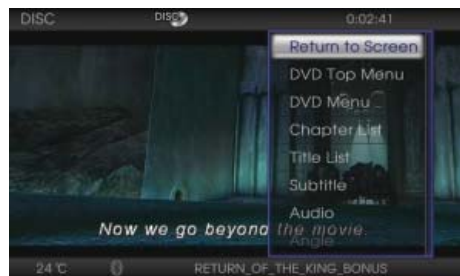 DISC
DISC
0:02:41
Return to Screen
DVD Top Menu
DVD Menu
Chapter List
Title List
Subtitle
Audio
Angle
Now we go beyond the movie.
24°C
RETURN_OF_THE_KING_BONUS